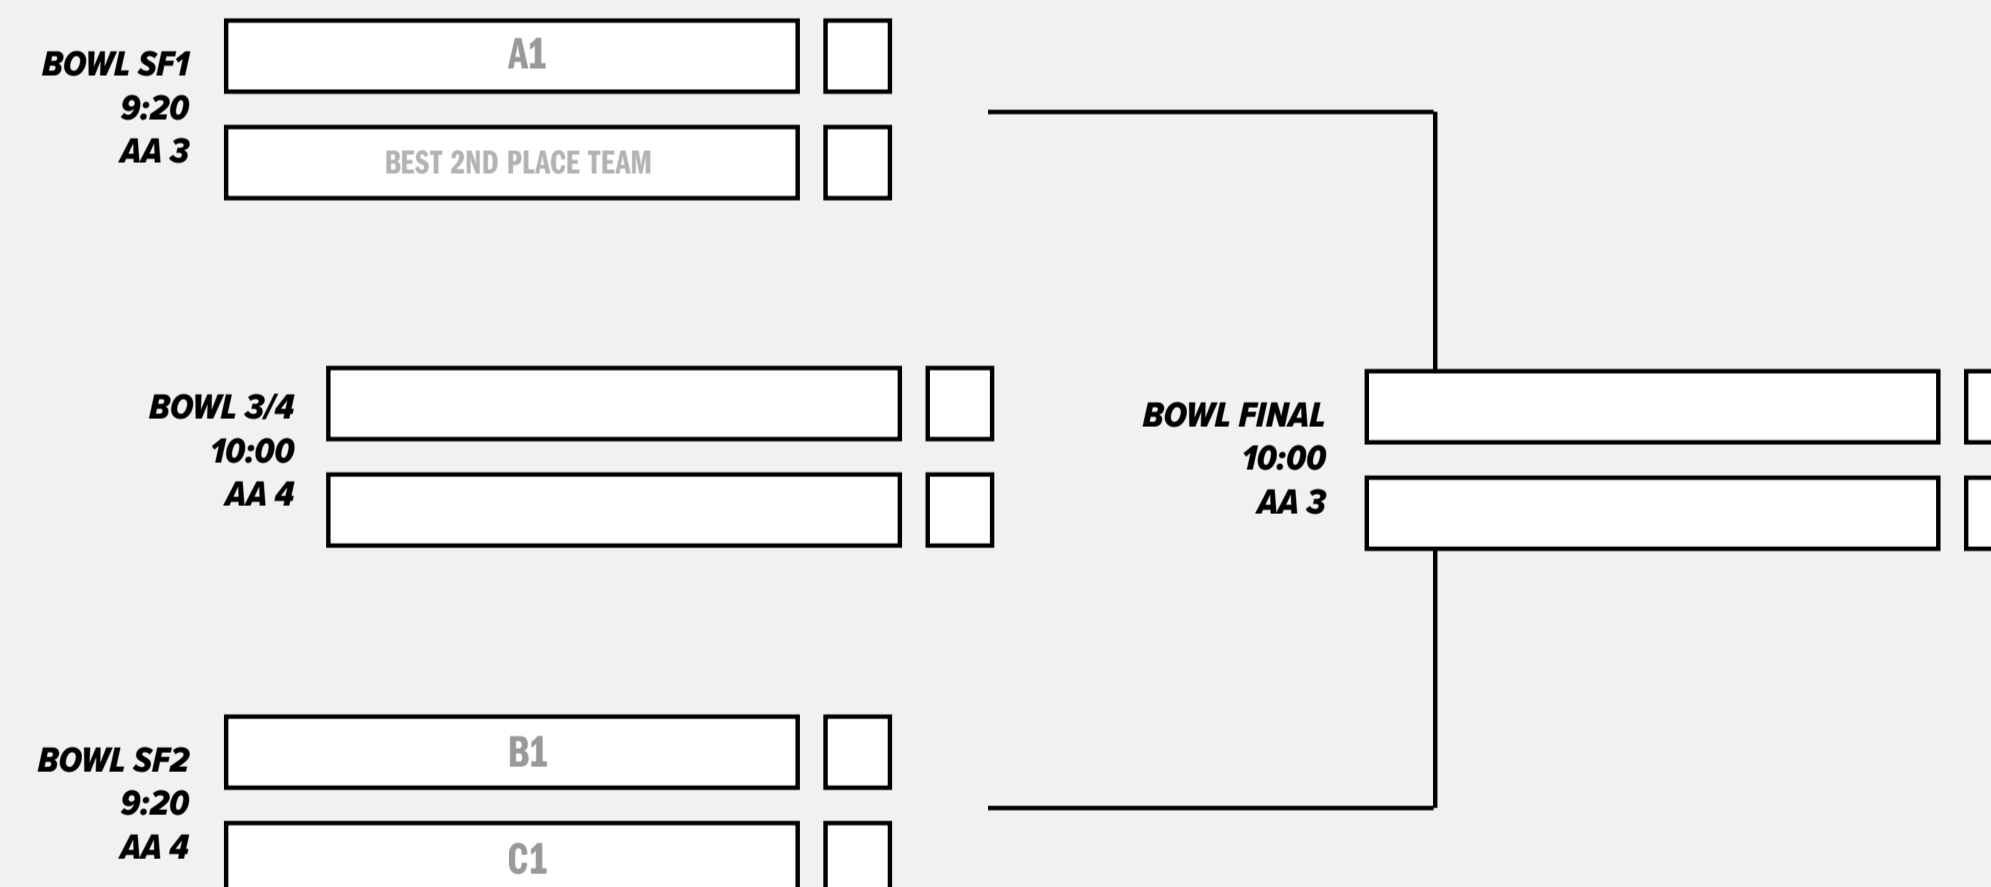 BOWL SF1
9:20
AA 3
A1
BEST 2ND PLACE TEAM
BOWL 3/4
10:00
AA 4
BOWL FINAL
10:00
AA 3
BOWL SF2
9:20
AA 4
B1
C1